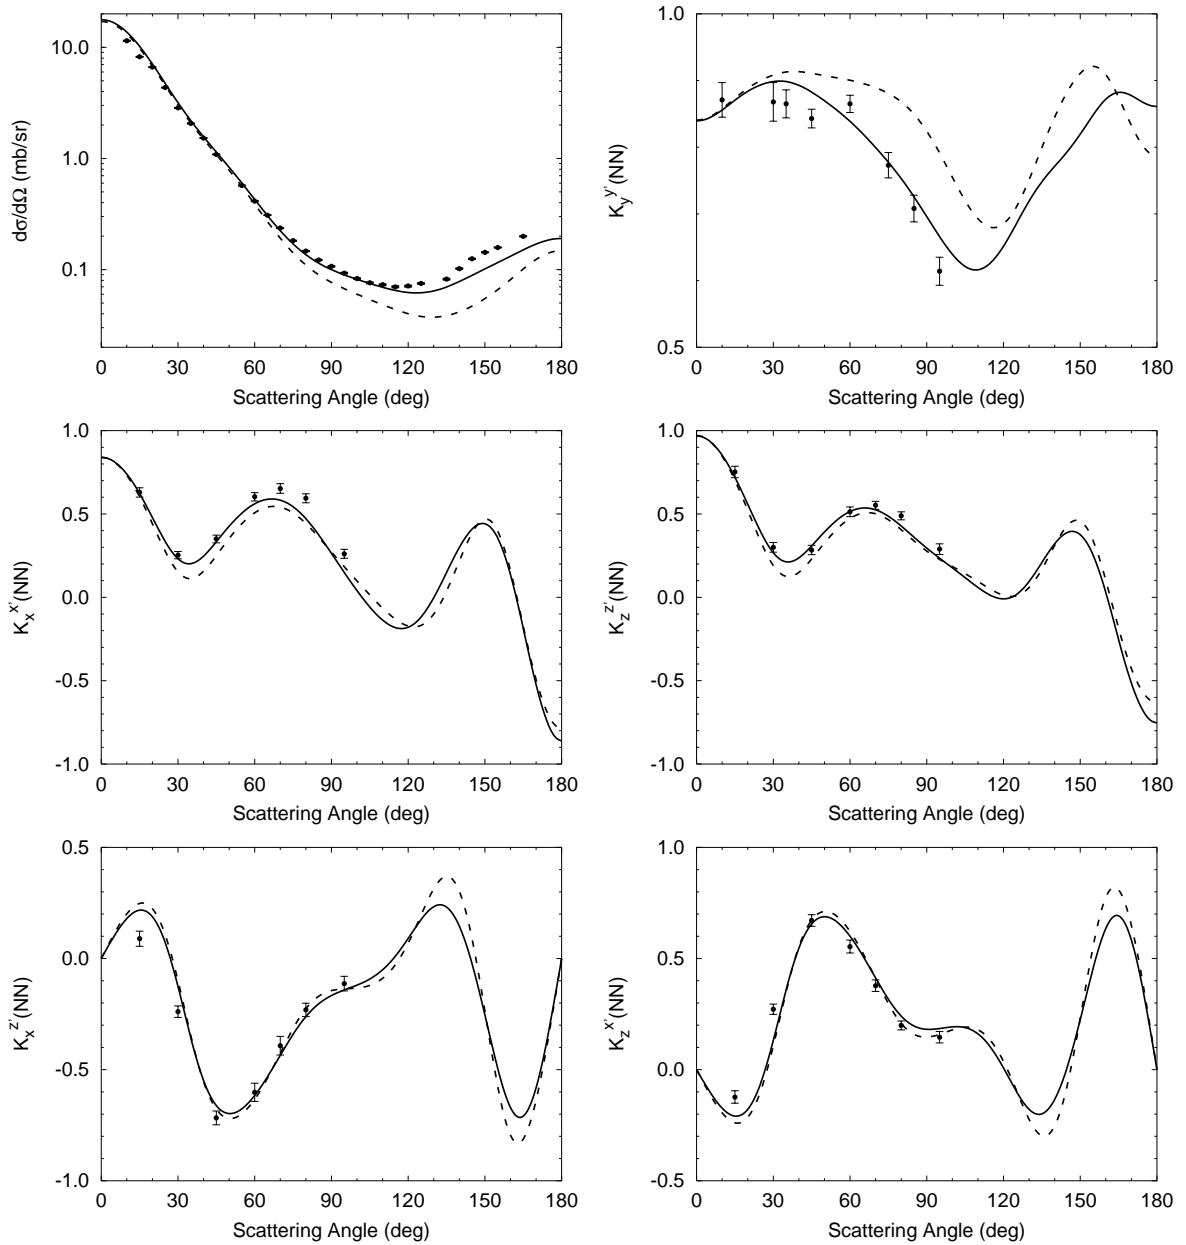 10.0
1.0
0.1
dσ/dΩ (mb/sr)
0 30 60 90 120 150 180
Scattering Angle (deg)
1.0
0.5
K_y^y'(NN)
0 30 60 90 120 150 180
Scattering Angle (deg)
1.0
0.5
0.0
-0.5
-1.0
K_x^x'(NN)
0 30 60 90 120 150 180
Scattering Angle (deg)
1.0
0.5
0.0
-0.5
-1.0
K_z^z'(NN)
0 30 60 90 120 150 180
Scattering Angle (deg)
0.5
0.0
-0.5
-1.0
K_x^z'(NN)
0 30 60 90 120 150 180
Scattering Angle (deg)
1.0
0.5
0.0
-0.5
K_z^x'(NN)
0 30 60 90 120 150 180
Scattering Angle (deg)